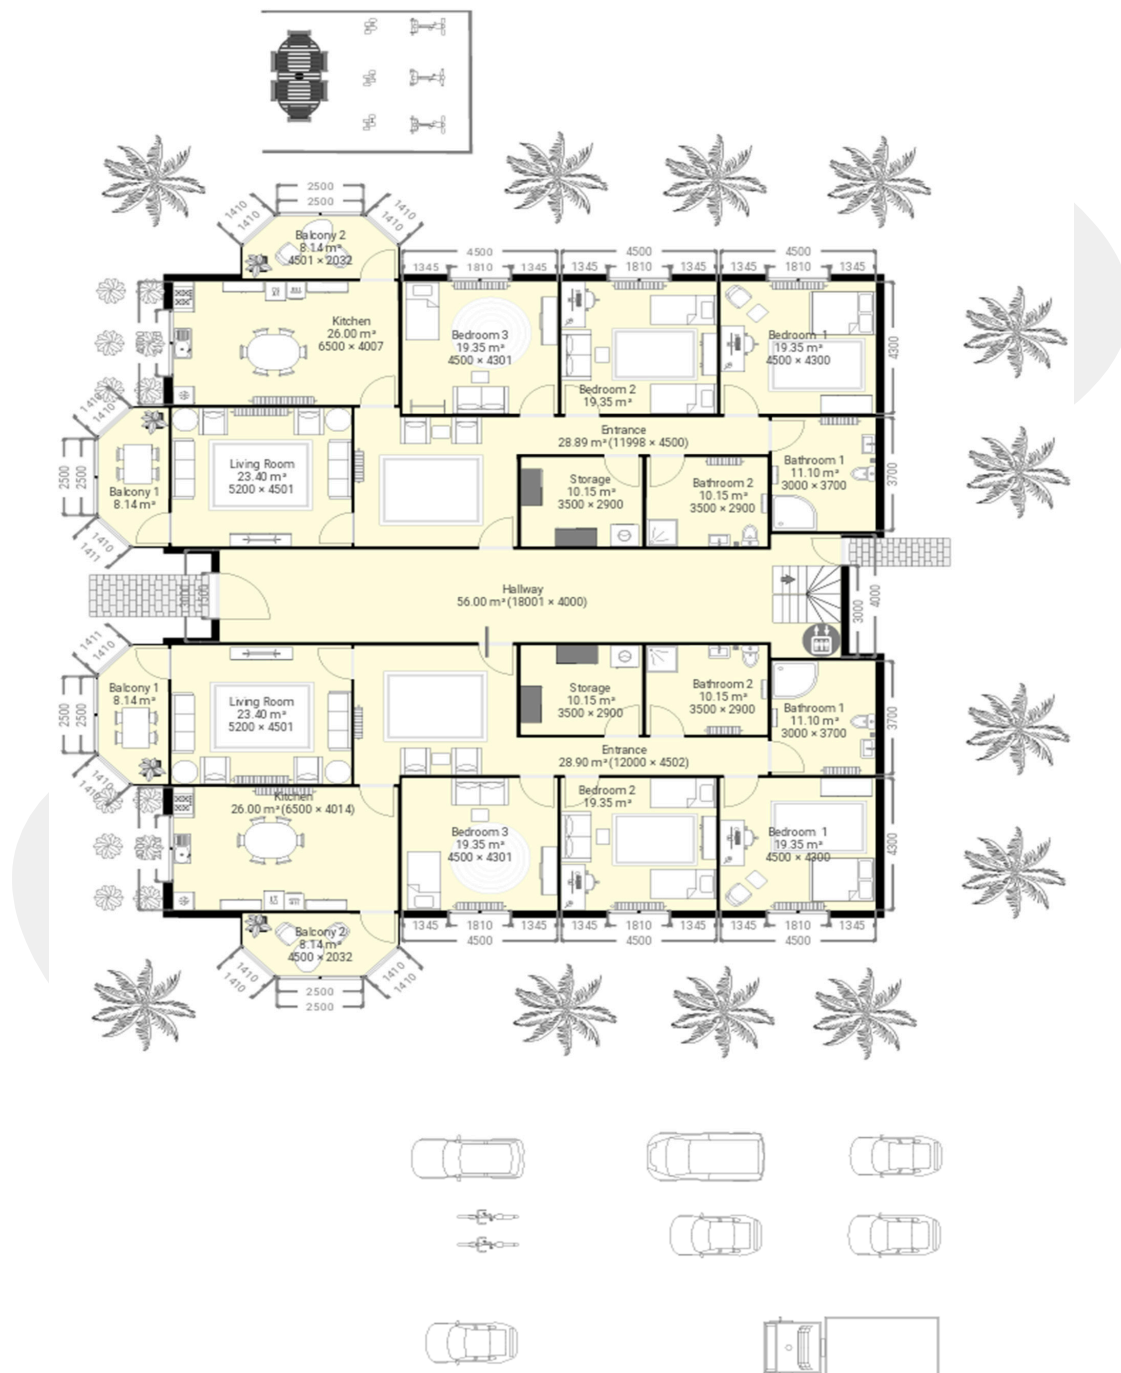 2500
2500
1410
1410
1410
1410
Balcony 2
8.14 m²
4501 × 2032
4500
1345
1810
1345
4500
1345
1810
1345
4500
1345
1810
1345
Kitchen
26.00 m²
6500 × 4007
Bedroom 3
19.35 m²
4500 × 4301
Bedroom 2
19.35 m²
Bedroom 1
19.35 m²
4500 × 4300
4300
1410
1410
2500
2500
Balcony 1
8.14 m²
1410
1411
Living Room
23.40 m²
5200 × 4501
Entrance
28.89 m² (11998 × 4500)
Storage
10.15 m²
3500 × 2900
Bathroom 2
10.15 m²
3500 × 2900
Bathroom 1
11.10 m²
3000 × 3700
3700
Hallway
56.00 m² (18001 × 4000)
3000
1500
3000
4000
1411
1410
2500
2500
Balcony 1
8.14 m²
1410
1410
Living Room
23.40 m²
5200 × 4501
Storage
10.15 m²
3500 × 2900
Bathroom 2
10.15 m²
3500 × 2900
Bathroom 1
11.10 m²
3000 × 3700
3700
Entrance
28.90 m² (12000 × 4502)
Kitchen
26.00 m² (6500 × 4014)
Bedroom 3
19.35 m²
4500 × 4301
Bedroom 2
19.35 m²
Bedroom 1
19.35 m²
4500 × 4300
4300
Balcony 2
8.14 m²
4500 × 2032
1345
1810
1345
4500
1345
1810
1345
4500
1345
1810
1345
4500
1410
1410
1410
1410
2500
2500